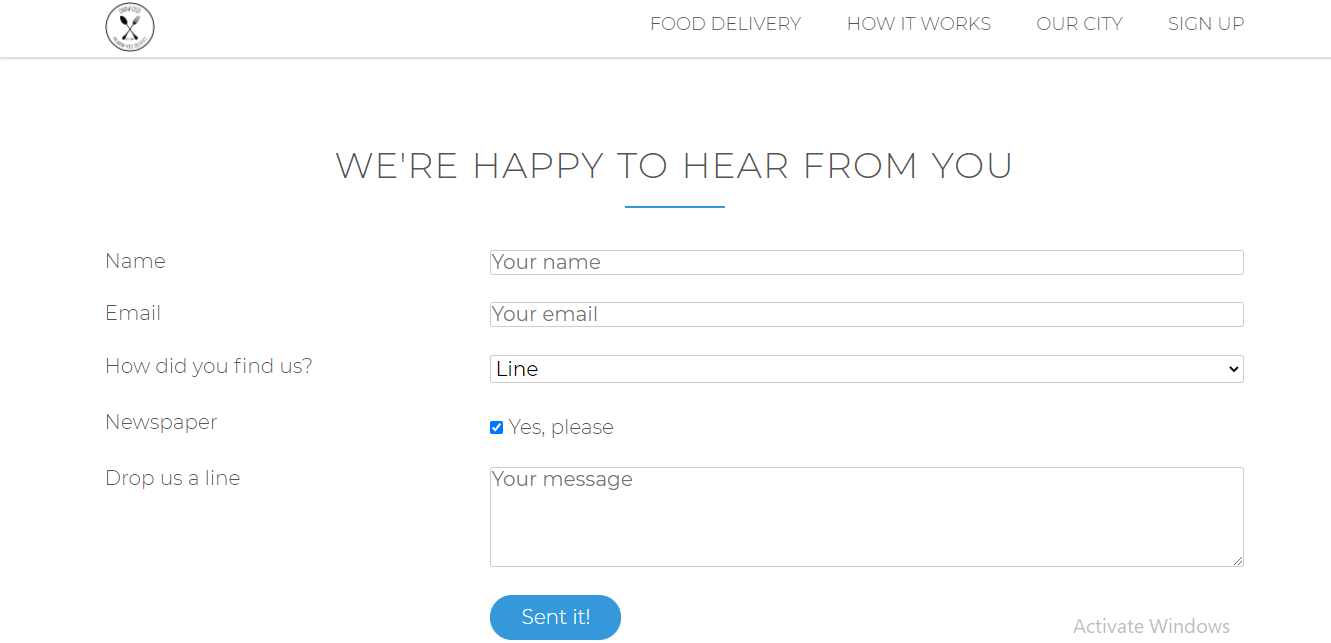 FOOD DELIVERY HOW IT WORKS OUR CITY SIGN UP
WE'RE HAPPY TO HEAR FROM YOU
Name Your name
Email Your email
How did you find us? Line
Newspaper Yes, please
Drop us a line Your message
Sent it!
Activate Windows